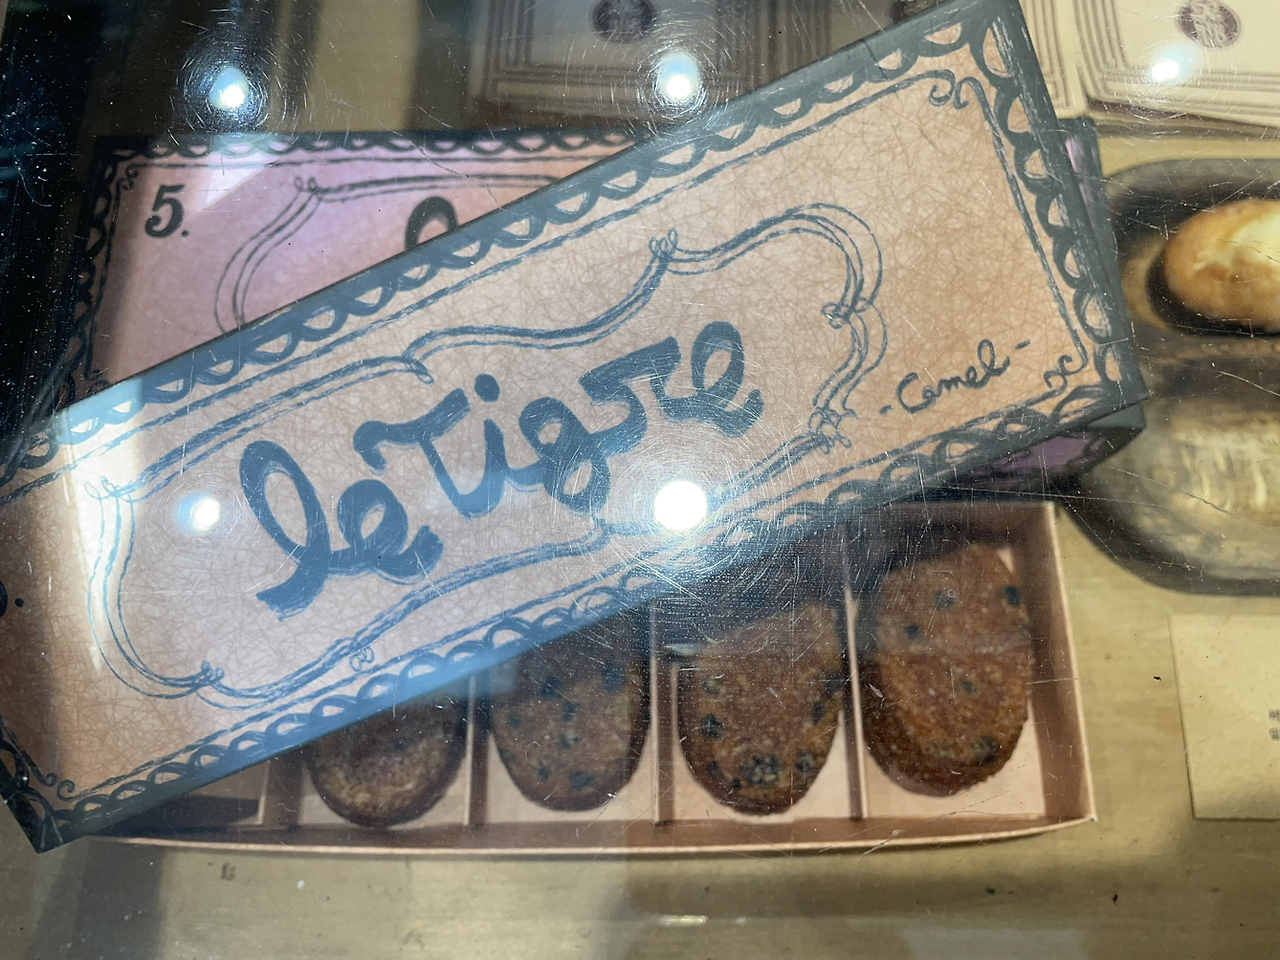 5.
le Tigre
- Camel -